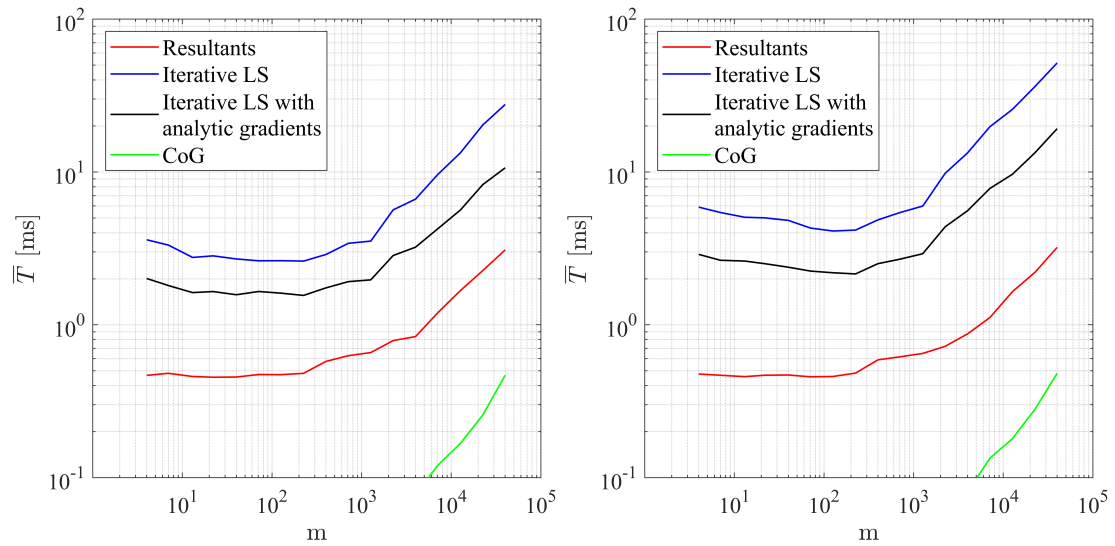 10^2
Resultants
Iterative LS
Iterative LS with
analytic gradients
CoG
10^1
10^0
10^-1
T̅ [ms]
10^1 10^2 10^3 10^4 10^5
m
10^2
Resultants
Iterative LS
Iterative LS with
analytic gradients
CoG
10^1
10^0
10^-1
T̅ [ms]
10^1 10^2 10^3 10^4 10^5
m